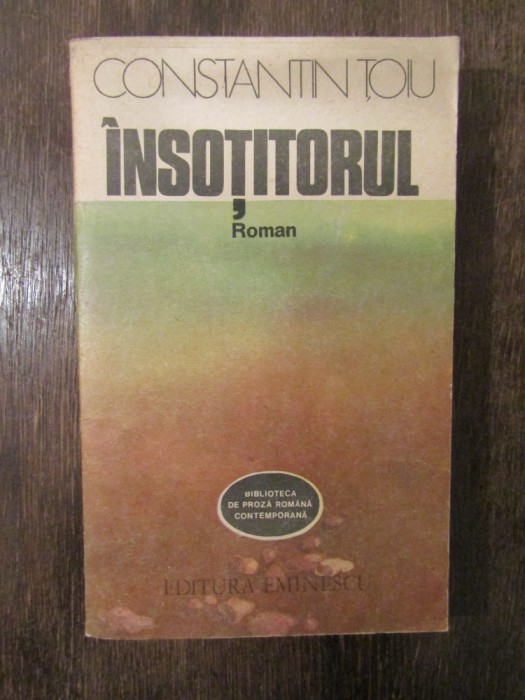 CONSTANTIN ȚOIU
ÎNSOȚITORUL
Roman
BIBLIOTECA
DE PROZĂ ROMÂNĂ
CONTEMPORANĂ
EDITURA EMINESCU